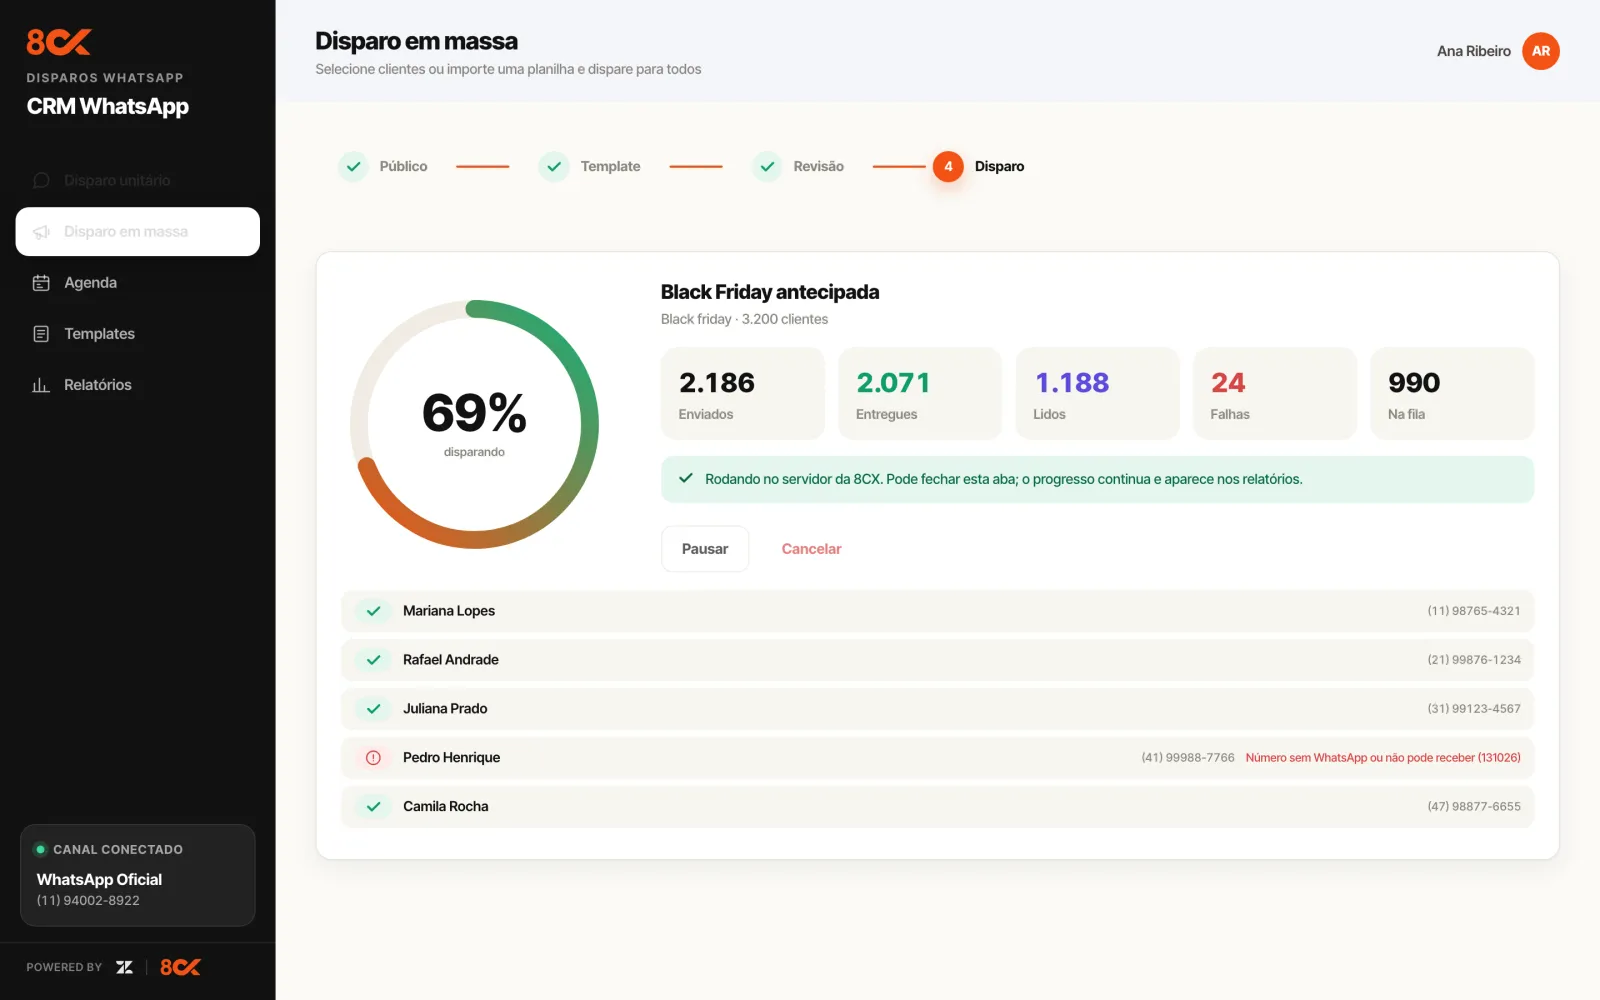 8CX
DISPAROS WHATSAPP
CRM WhatsApp
Disparo unitário
Disparo em massa
Agenda
Templates
Relatórios
CANAL CONECTADO
WhatsApp Oficial
(11) 94002-8922
POWERED BY
8CX
Disparo em massa
Selecione clientes ou importe uma planilha e dispare para todos
Ana Ribeiro AR
Público
Template
Revisão
4 Disparo
69%
disparando
Black Friday antecipada
Black friday · 3.200 clientes
2.186 2.071 1.188 24 990
Enviados Entregues Lidos Falhas Na fila
Rodando no servidor da 8CX. Pode fechar esta aba; o progresso continua e aparece nos relatórios.
Pausar Cancelar
Mariana Lopes (11) 98765-4321
Rafael Andrade (21) 99876-1234
Juliana Prado (31) 99123-4567
Pedro Henrique (41) 99988-7766 Número sem WhatsApp ou não pode receber (131026)
Camila Rocha (47) 98877-6655